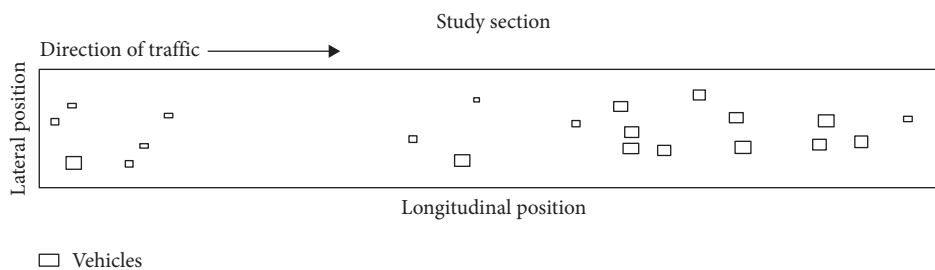 Study section
Direction of traffic
Lateral position
Longitudinal position
Vehicles